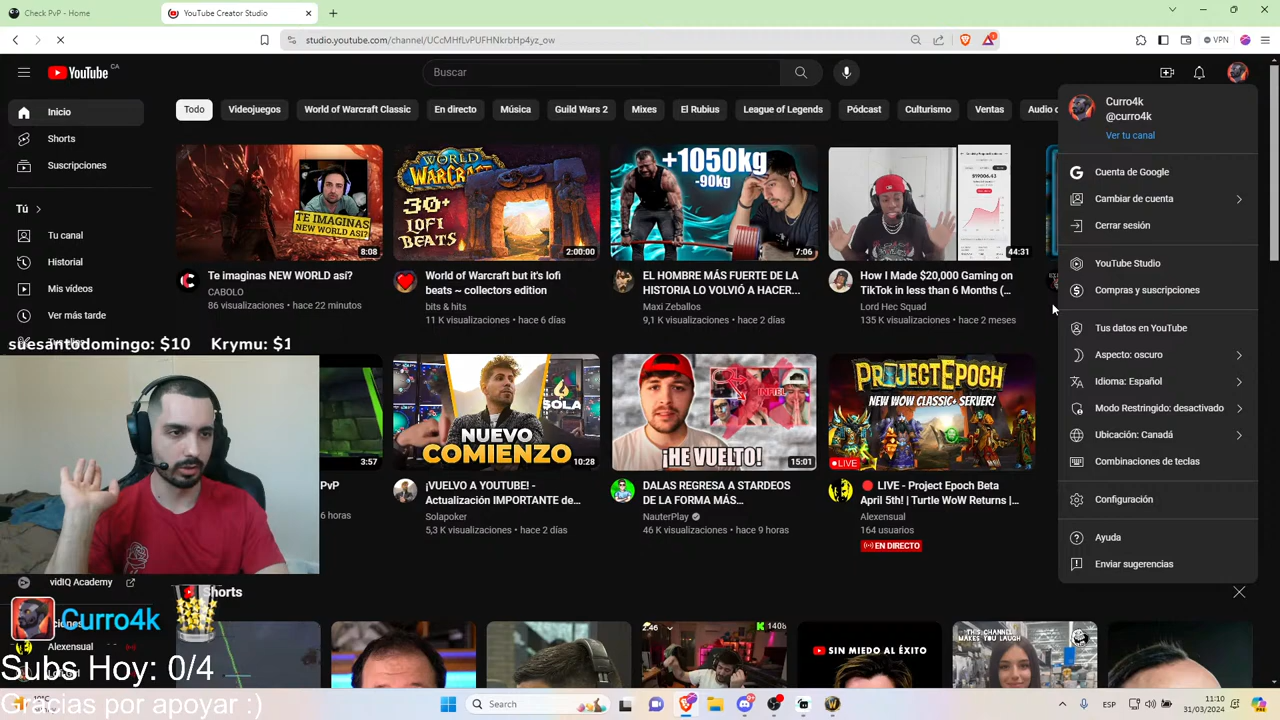 Check PvP - Home
YouTube Creator Studio
studio.youtube.com/channel/UCcMHfLvPUFHNkrbHp4yz_ow
VPN
YouTube CA
Buscar
Inicio
Shorts
Suscripciones
Tú
Tu canal
Historial
Mis vídeos
Ver más tarde
Todo
Videojuegos
World of Warcraft Classic
En directo
Música
Guild Wars 2
Mixes
El Rubius
League of Legends
Pódcast
Culturismo
Ventas
TE IMAGINAS
NEW WORLD ASI?
8:08
WORLD WARCRAFT
30+
LOFI
BEATS
2:00:00
+1050kg
-90kg
7:06
44:31
Te imaginas NEW WORLD asi?
CABOLO
86 visualizaciones • hace 22 minutos
World of Warcraft but it's lofi
beats ~ collectors edition
bits & hits
11 K visualizaciones • hace 6 días
EL HOMBRE MÁS FUERTE DE LA
HISTORIA LO VOLVIÓ A HACER...
Maxi Zeballos
9,1 K visualizaciones • hace 2 días
How I Made $20,000 Gaming on
TikTok in less than 6 Months (...
Lord Hec Squad
135 K visualizaciones • hace 2 meses
Curro4k
@curro4k
Ver tu canal
Cuenta de Google
Cambiar de cuenta
Cerrar sesión
YouTube Studio
Compras y suscripciones
Tus datos en YouTube
Aspecto: oscuro
Idioma: Español
Modo Restringido: desactivado
Ubicación: Canadá
Combinaciones de teclas
Configuración
Ayuda
Enviar sugerencias
suessantodomingo: $10 Krymu: $1
3:57
SOLA
NUEVO
COMIENZO
10:28
INFIEL
¡HE VUELTO!
15:01
PROJECT EPOCH
NEW WOW CLASSIC+ SERVER!
LIVE
PvP
horas
¡VUELVO A YOUTUBE! -
Actualización IMPORTANTE de...
Solapoker
5,3 K visualizaciones • hace 2 días
DALAS REGRESA A STARDEOS
DE LA FORMA MÁS...
NauterPlay
46 K visualizaciones • hace 9 horas
LIVE - Project Epoch Beta
April 5th! | Turtle WoW Returns |...
Alexensual
164 usuarios
EN DIRECTO
vidIQ Academy
Shorts
Curro4k
Alexensual
Subs Hoy: 0/4
Gracias por apoyar :)
140b
SIN MIEDO AL ÉXITO
THIS CHANNEL
MAKES YOU LAUGH
Search
ESP
11:10
31/03/2024